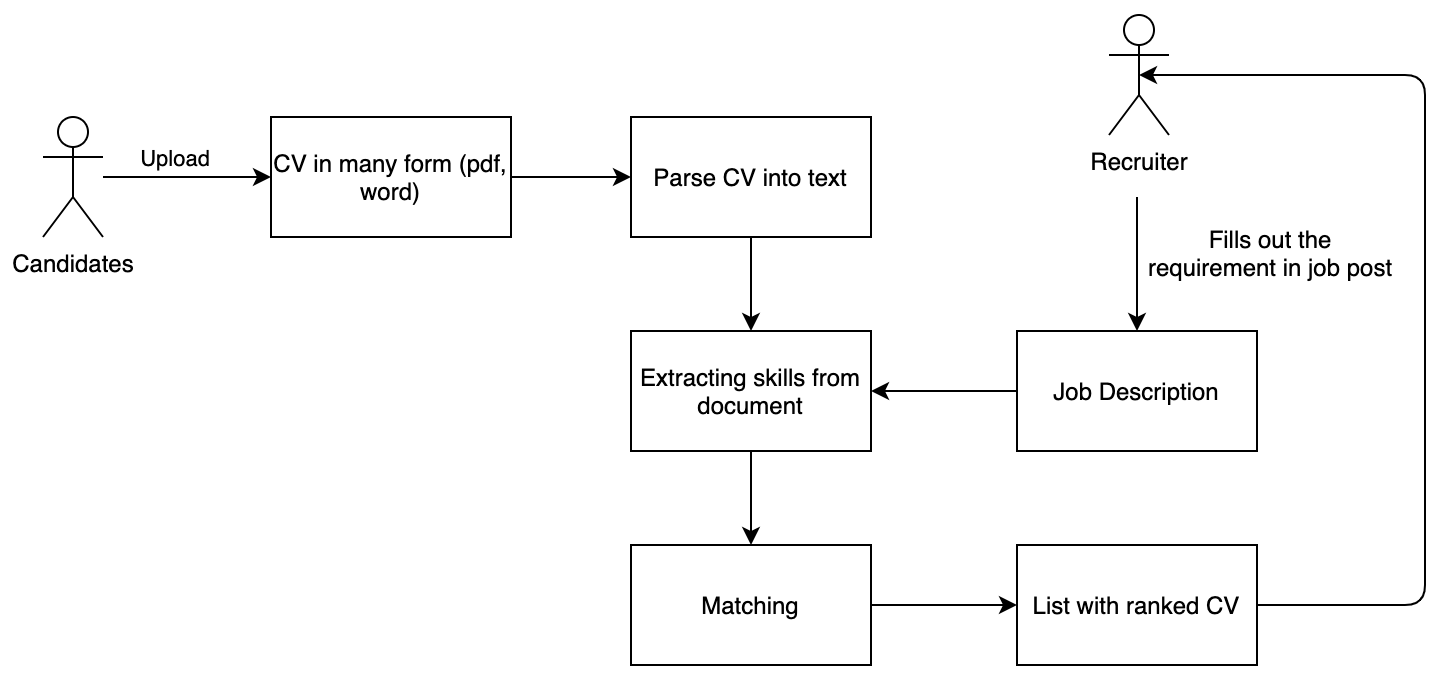 Upload
CV in many form (pdf,
word)
Candidates
Parse CV into text
Recruiter
Fills out the
requirement in job post
Extracting skills from
document
Job Description
Matching
List with ranked CV